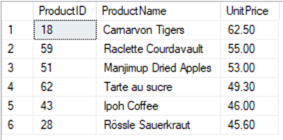 ProductID ProductName UnitPrice
1 18 Carnarvon Tigers 62.50
2 59 Raclette Courdavault 55.00
3 51 Manjimup Dried Apples 53.00
4 62 Tarte au sucre 49.30
5 43 Ipoh Coffee 46.00
6 28 Rössle Sauerkraut 45.60